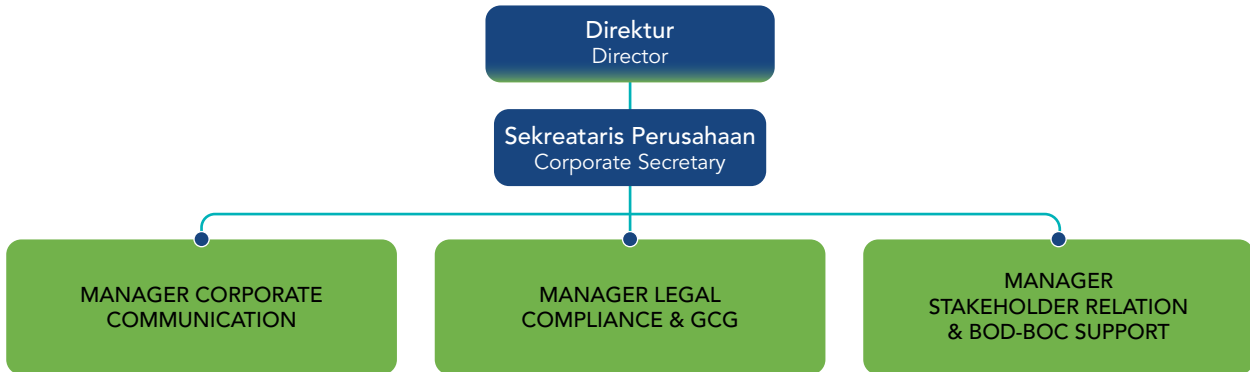 Direktur
Director
Sekreataris Perusahaan
Corporate Secretary
MANAGER CORPORATE
COMMUNICATION
MANAGER LEGAL
COMPLIANCE & GCG
MANAGER
STAKEHOLDER RELATION
& BOD-BOC SUPPORT